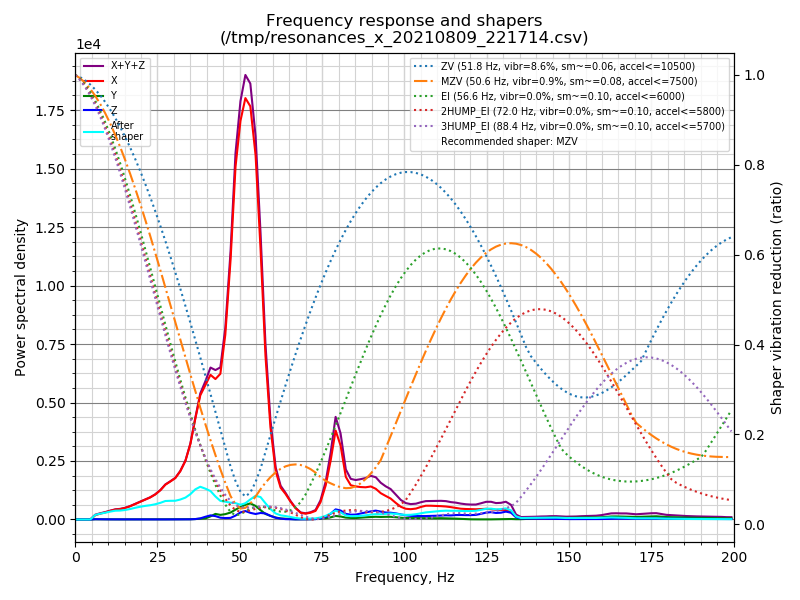 Frequency response and shapers
(/tmp/resonances_x_20210809_221714.csv)
1e4
X+Y+Z
X
Y
Z
After
shaper
ZV (51.8 Hz, vibr=8.6%, sm~=0.06, accel<=10500)
MZV (50.6 Hz, vibr=0.9%, sm~=0.08, accel<=7500)
EI (56.6 Hz, vibr=0.0%, sm~=0.10, accel<=6000)
2HUMP_EI (72.0 Hz, vibr=0.0%, sm~=0.10, accel<=5800)
3HUMP_EI (88.4 Hz, vibr=0.0%, sm~=0.10, accel<=5700)
Recommended shaper: MZV
Power spectral density
1.75
1.50
1.25
1.00
0.75
0.50
0.25
0.00
1.0
0.8
0.6
0.4
0.2
0.0
Shaper vibration reduction (ratio)
0 25 50 75 100 125 150 175 200
Frequency, Hz